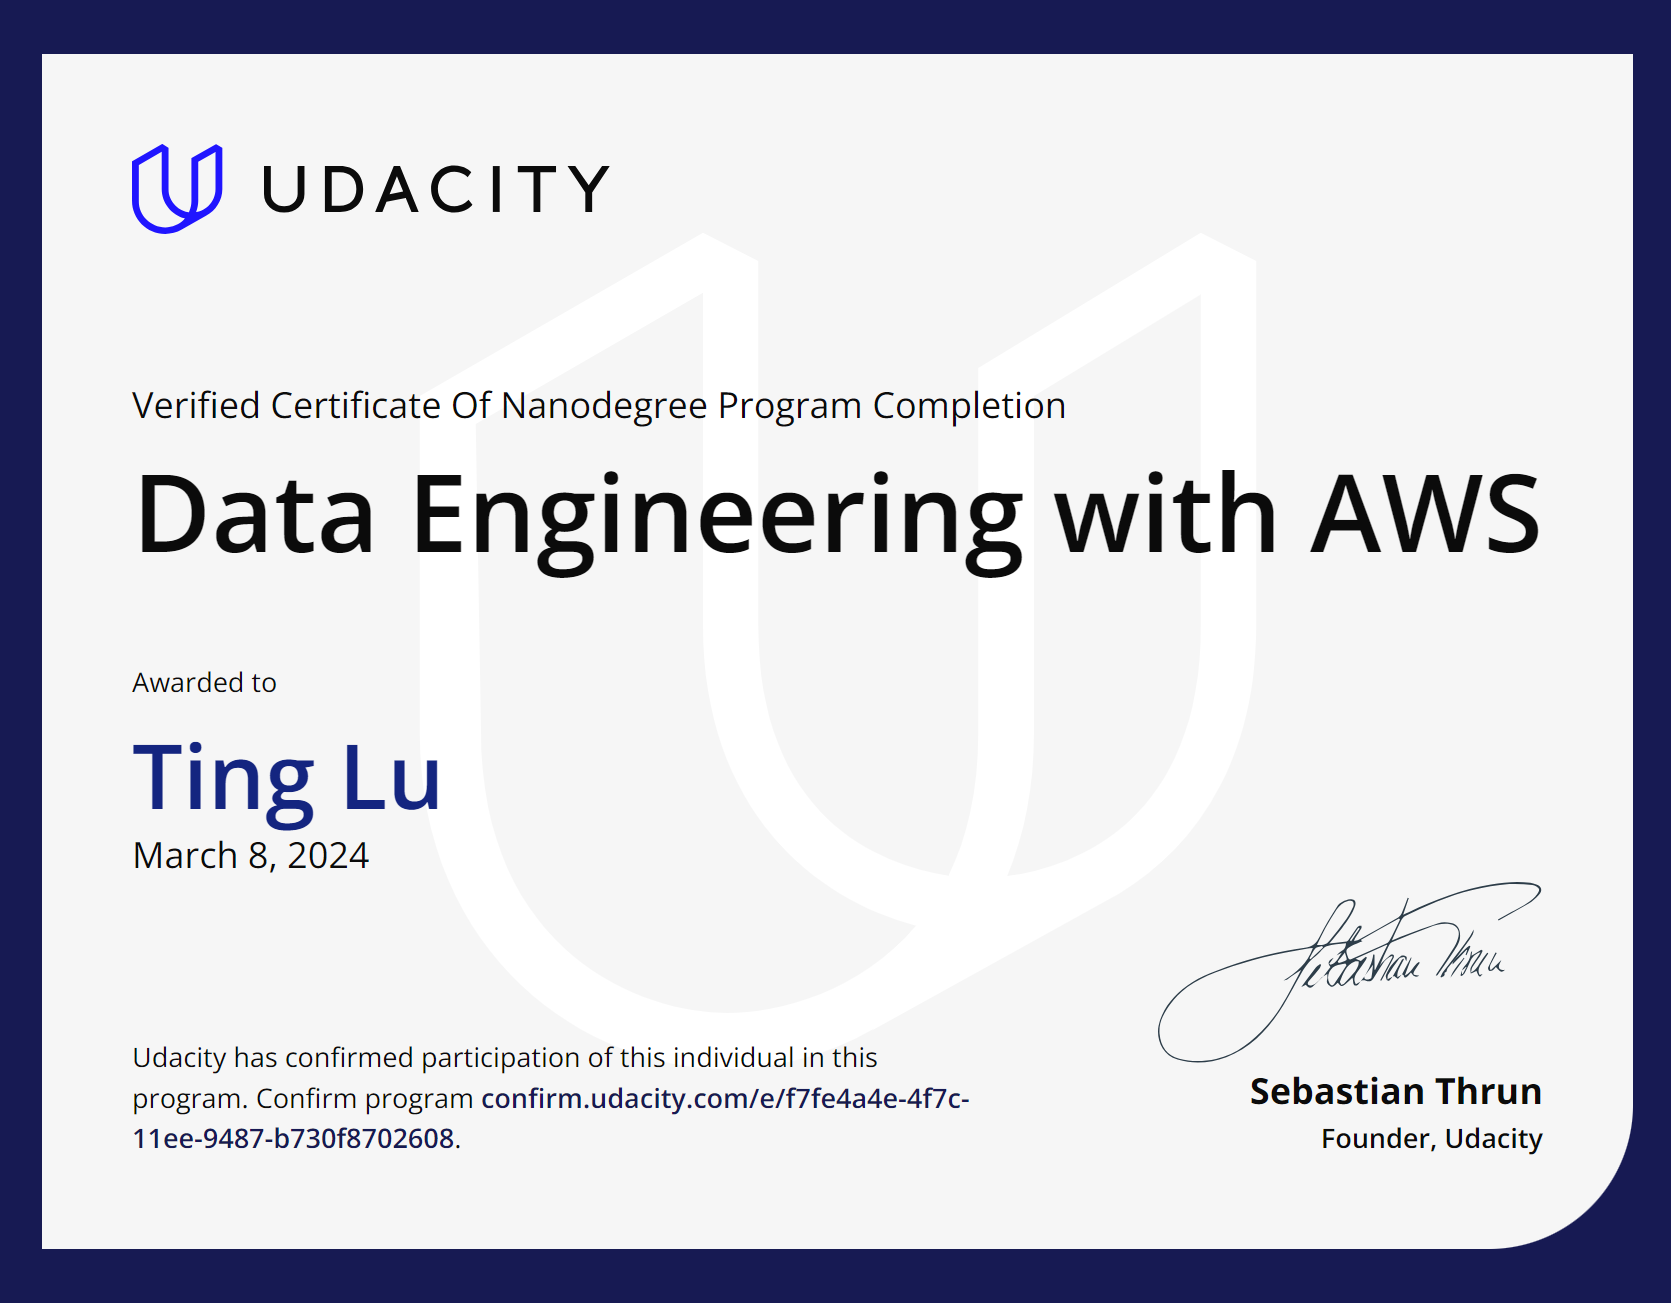 UDACITY
Verified Certificate Of Nanodegree Program Completion
Data Engineering with AWS
Awarded to
Ting Lu
March 8, 2024
Sebastian Thrun
Udacity has confirmed participation of this individual in this
program. Confirm program confirm.udacity.com/e/f7fe4a4e-4f7c-
11ee-9487-b730f8702608.
Sebastian Thrun
Founder, Udacity